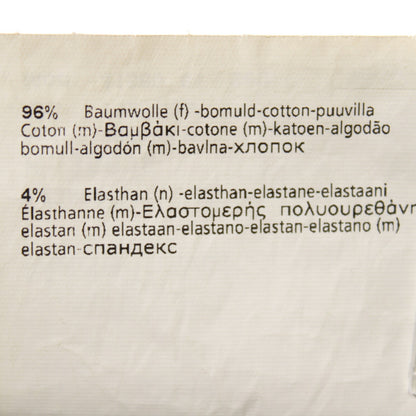 96% Baumwolle (f) -bomuld-cotton-puuvilla
Coton (m)-Βαμβάκι-cotone (m)-katoen-algodão
bomull-algodón (m)-bavlna-хлопок
4% Elasthan (n) -elasthan-elastane-elastaani
Élasthanne (m)-Ελαστομερής πολυουρεθάνη
elastan (m) elastaan-elastano-elastan-elastano (m)
elastan-спандекс